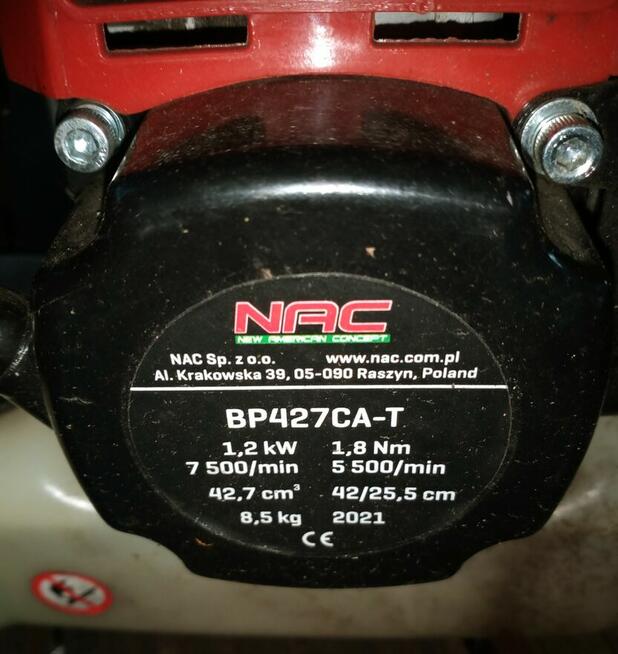 NAC
NEW AMERICAN CONCEPT
NAC Sp. z o.o. www.nac.com.pl
Al. Krakowska 39, 05-090 Raszyn, Poland
BP427CA-T
1,2 kW 1,8 Nm
7 500/min 5 500/min
42,7 cm³ 42/25,5 cm
8,5 kg 2021
CE